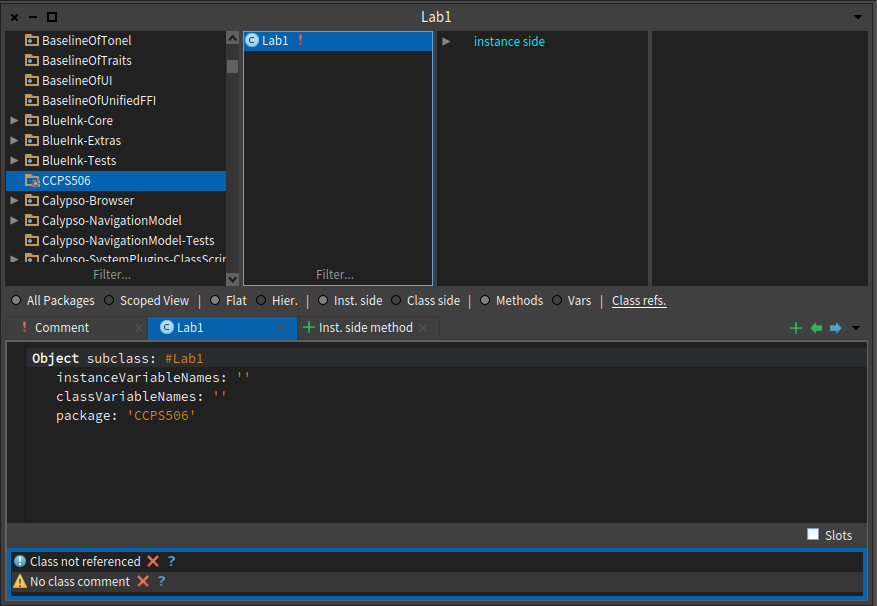 Lab1
BaselineOfTonel
BaselineOfTraits
BaselineOfUI
BaselineOfUnifiedFFI
BlueInk-Core
BlueInk-Extras
BlueInk-Tests
CCPS506
Calypso-Browser
Calypso-NavigationModel
Calypso-NavigationModel-Tests
Calypso-SystemPlugins-ClassScrip
Filter...
C Lab1 !
Filter...
instance side
All Packages Scoped View | Flat Hier. | Inst. side Class side | Methods Vars | Class refs.
! Comment × C Lab1 × + Inst. side method ×
Object subclass: #Lab1
instanceVariableNames: ''
classVariableNames: ''
package: 'CCPS506'
Slots
! Class not referenced ?
! No class comment ?